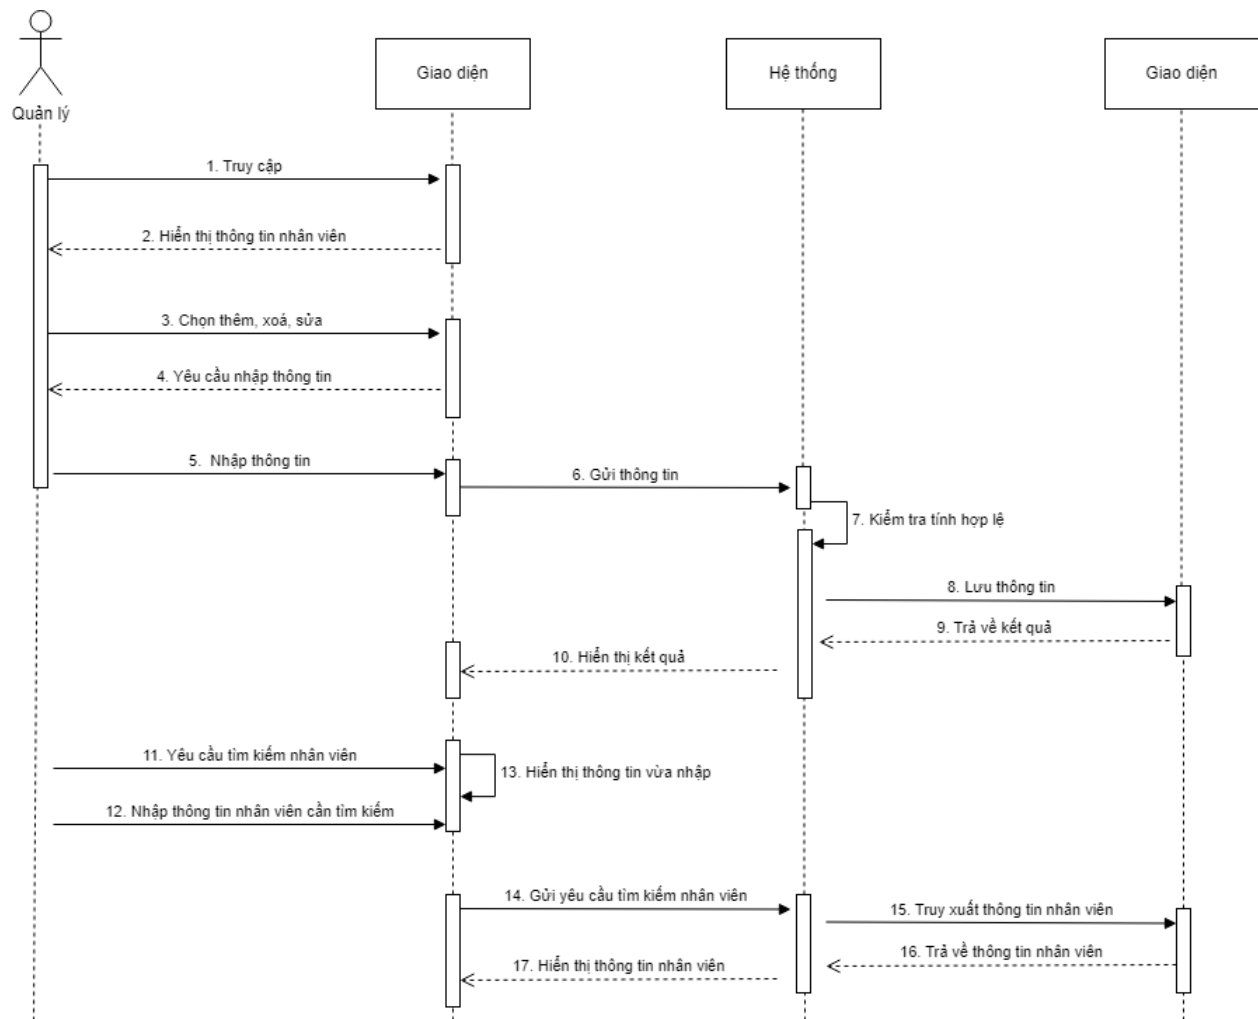 Quản lý
Giao diện
Hệ thống
Giao diện
1. Truy cập
2. Hiển thị thông tin nhân viên
3. Chọn thêm, xoá, sửa
4. Yêu cầu nhập thông tin
5. Nhập thông tin
6. Gửi thông tin
7. Kiểm tra tính hợp lệ
8. Lưu thông tin
9. Trả về kết quả
10. Hiển thị kết quả
11. Yêu cầu tìm kiếm nhân viên
13. Hiển thị thông tin vừa nhập
12. Nhập thông tin nhân viên cần tìm kiếm
14. Gửi yêu cầu tìm kiếm nhân viên
15. Truy xuất thông tin nhân viên
16. Trả về thông tin nhân viên
17. Hiển thị thông tin nhân viên